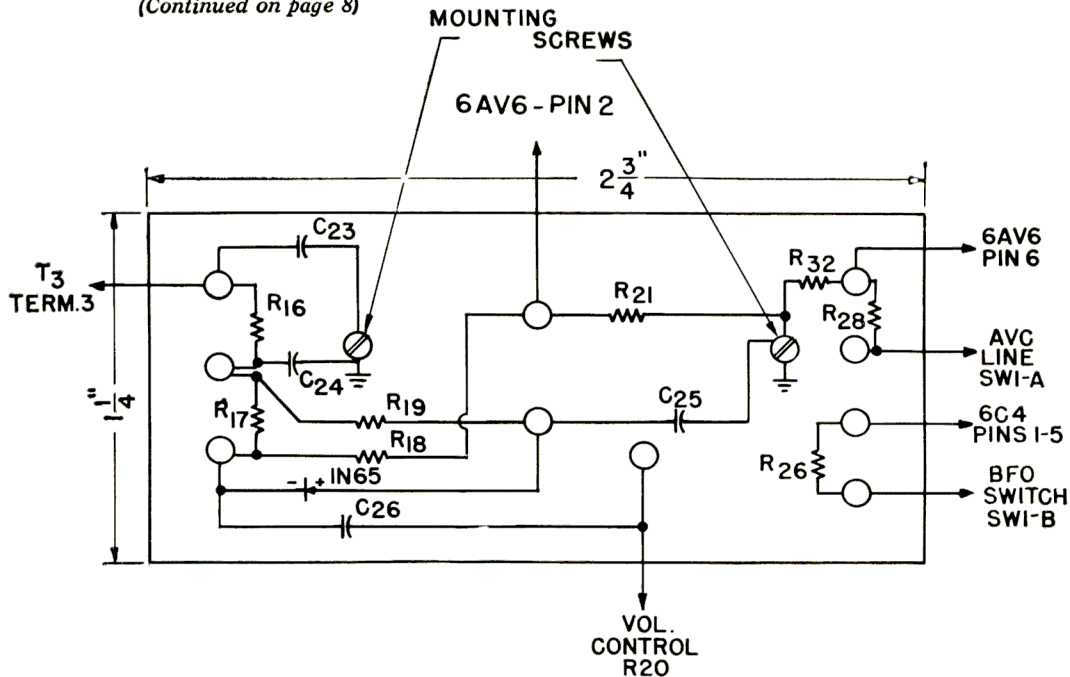 (Continued on page 8)
MOUNTING
SCREWS
6AV6-PIN 2
2 3/4"
C23
6AV6
PIN 6
R32
T3
TERM.3
R16
R21
R28
AVC
LINE
SW1-A
C24
1 1/4"
R17
R19
C25
6C4
PINS 1-5
R18
R26
- + IN65
BFO
SWITCH
SW1-B
C26
VOL.
CONTROL
R20